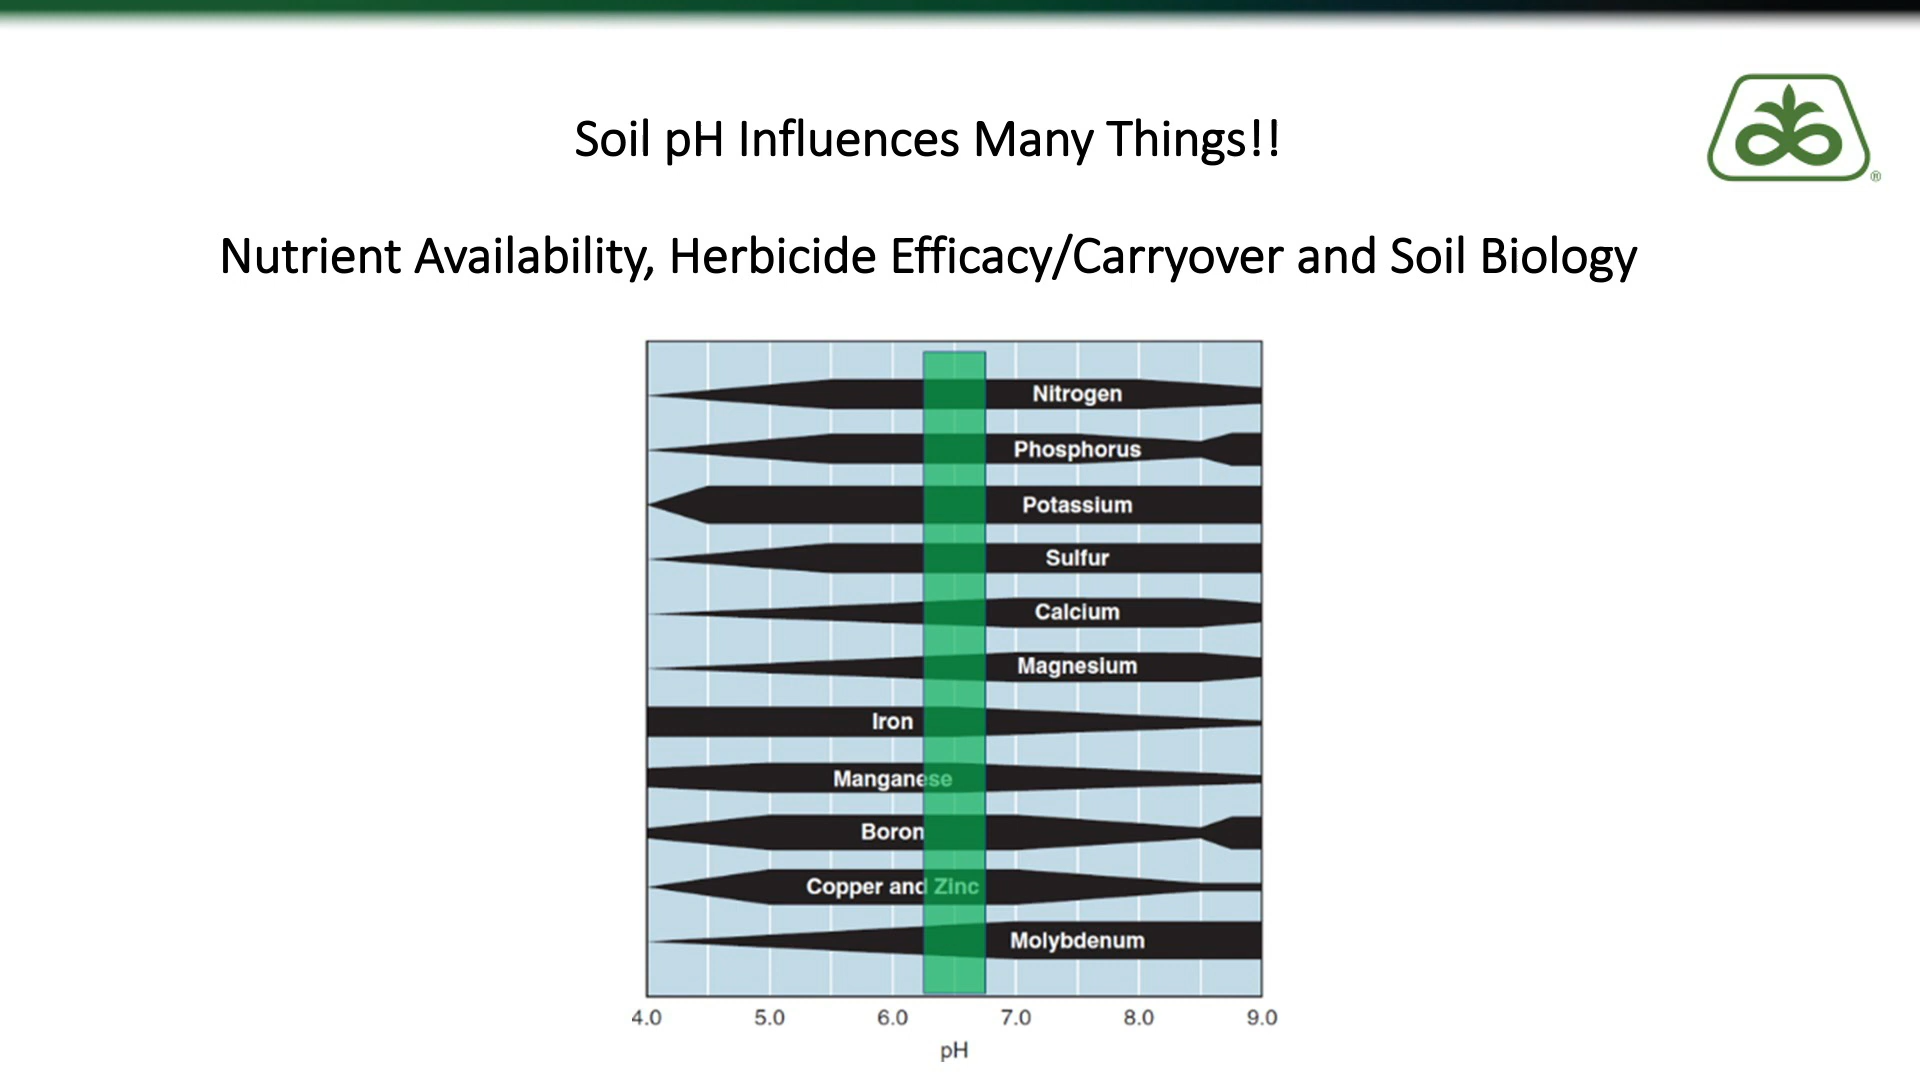 Soil pH Influences Many Things!!
Nutrient Availability, Herbicide Efficacy/Carryover and Soil Biology
Nitrogen
Phosphorus
Potassium
Sulfur
Calcium
Magnesium
Iron
Manganese
Boron
Copper and Zinc
Molybdenum
4.0 5.0 6.0 7.0 8.0 9.0
pH
®